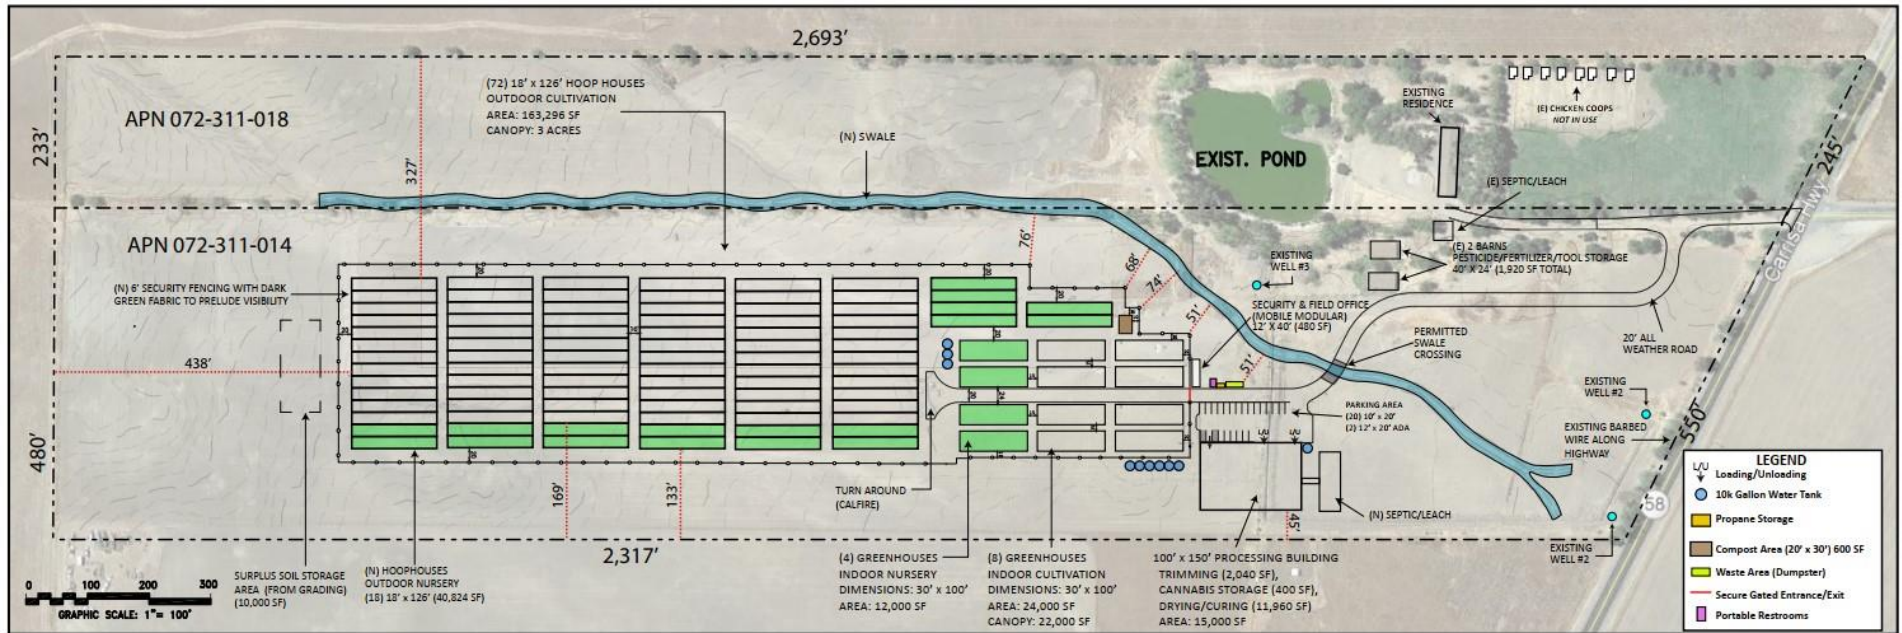 2,693'
(72) 18' x 126' HOOP HOUSES
OUTDOOR CULTIVATION
AREA: 163,296 SF
CANOPY: 3 ACRES
APN 072-311-018
233'
327'
(N) SWALE
EXIST. POND
EXISTING
RESIDENCE
(E) CHICKEN COOPS
NOT IN USE
245'
(E) SEPTIC/LEACH
Carrisa Hwy
APN 072-311-014
(N) 6' SECURITY FENCING WITH DARK
GREEN FABRIC TO PRELUDE VISIBILITY
76'
68'
74'
51'
51'
EXISTING
WELL #3
(E) 2 BARNS
PESTICIDE/FERTILIZER/TOOL STORAGE
40' X 24' (1,920 SF TOTAL)
SECURITY & FIELD OFFICE
(MOBILE MODULAR)
12' X 40' (480 SF)
PERMITTED
SWALE
CROSSING
20' ALL
WEATHER ROAD
438'
480'
20
20
20
20
20
20
24
PARKING AREA
(20) 10' x 20'
(2) 12' x 20' ADA
EXISTING
WELL #2
EXISTING BARBED
WIRE ALONG
HIGHWAY
550'
58
169'
133'
45'
TURN AROUND
(CALFIRE)
(N) SEPTIC/LEACH
EXISTING
WELL #2
2,317'
SURPLUS SOIL STORAGE
AREA (FROM GRADING)
(10,000 SF)
(N) HOOPHOUSES
OUTDOOR NURSERY
(18) 18' x 126' (40,824 SF)
(4) GREENHOUSES
INDOOR NURSERY
DIMENSIONS: 30' x 100'
AREA: 12,000 SF
(8) GREENHOUSES
INDOOR CULTIVATION
DIMENSIONS: 30' x 100'
AREA: 24,000 SF
CANOPY: 22,000 SF
100' x 150' PROCESSING BUILDING
TRIMMING (2,040 SF),
CANNABIS STORAGE (400 SF),
DRYING/CURING (11,960 SF)
AREA: 15,000 SF
0 100 200 300
GRAPHIC SCALE: 1"= 100'
LEGEND
Loading/Unloading
10k Gallon Water Tank
Propane Storage
Compost Area (20' x 30') 600 SF
Waste Area (Dumpster)
Secure Gated Entrance/Exit
Portable Restrooms